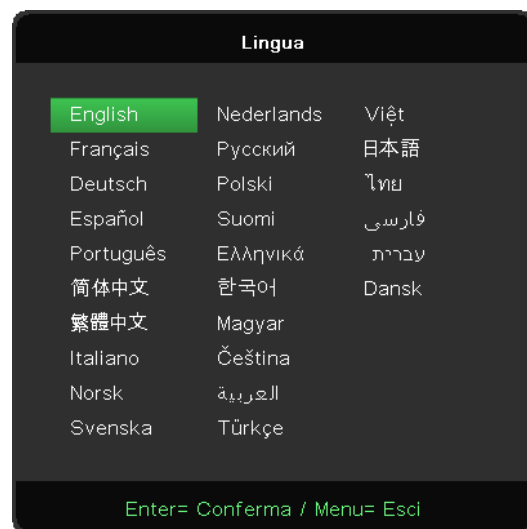 Lingua
English
Français
Deutsch
Español
Português
简体中文
繁體中文
Italiano
Norsk
Svenska
Nederlands
Русский
Polski
Suomi
Ελληνικά
한국어
Magyar
Čeština
العربية
Türkçe
Việt
日本語
ไทย
فارسی
עברית
Dansk
Enter= Conferma / Menu= Esci